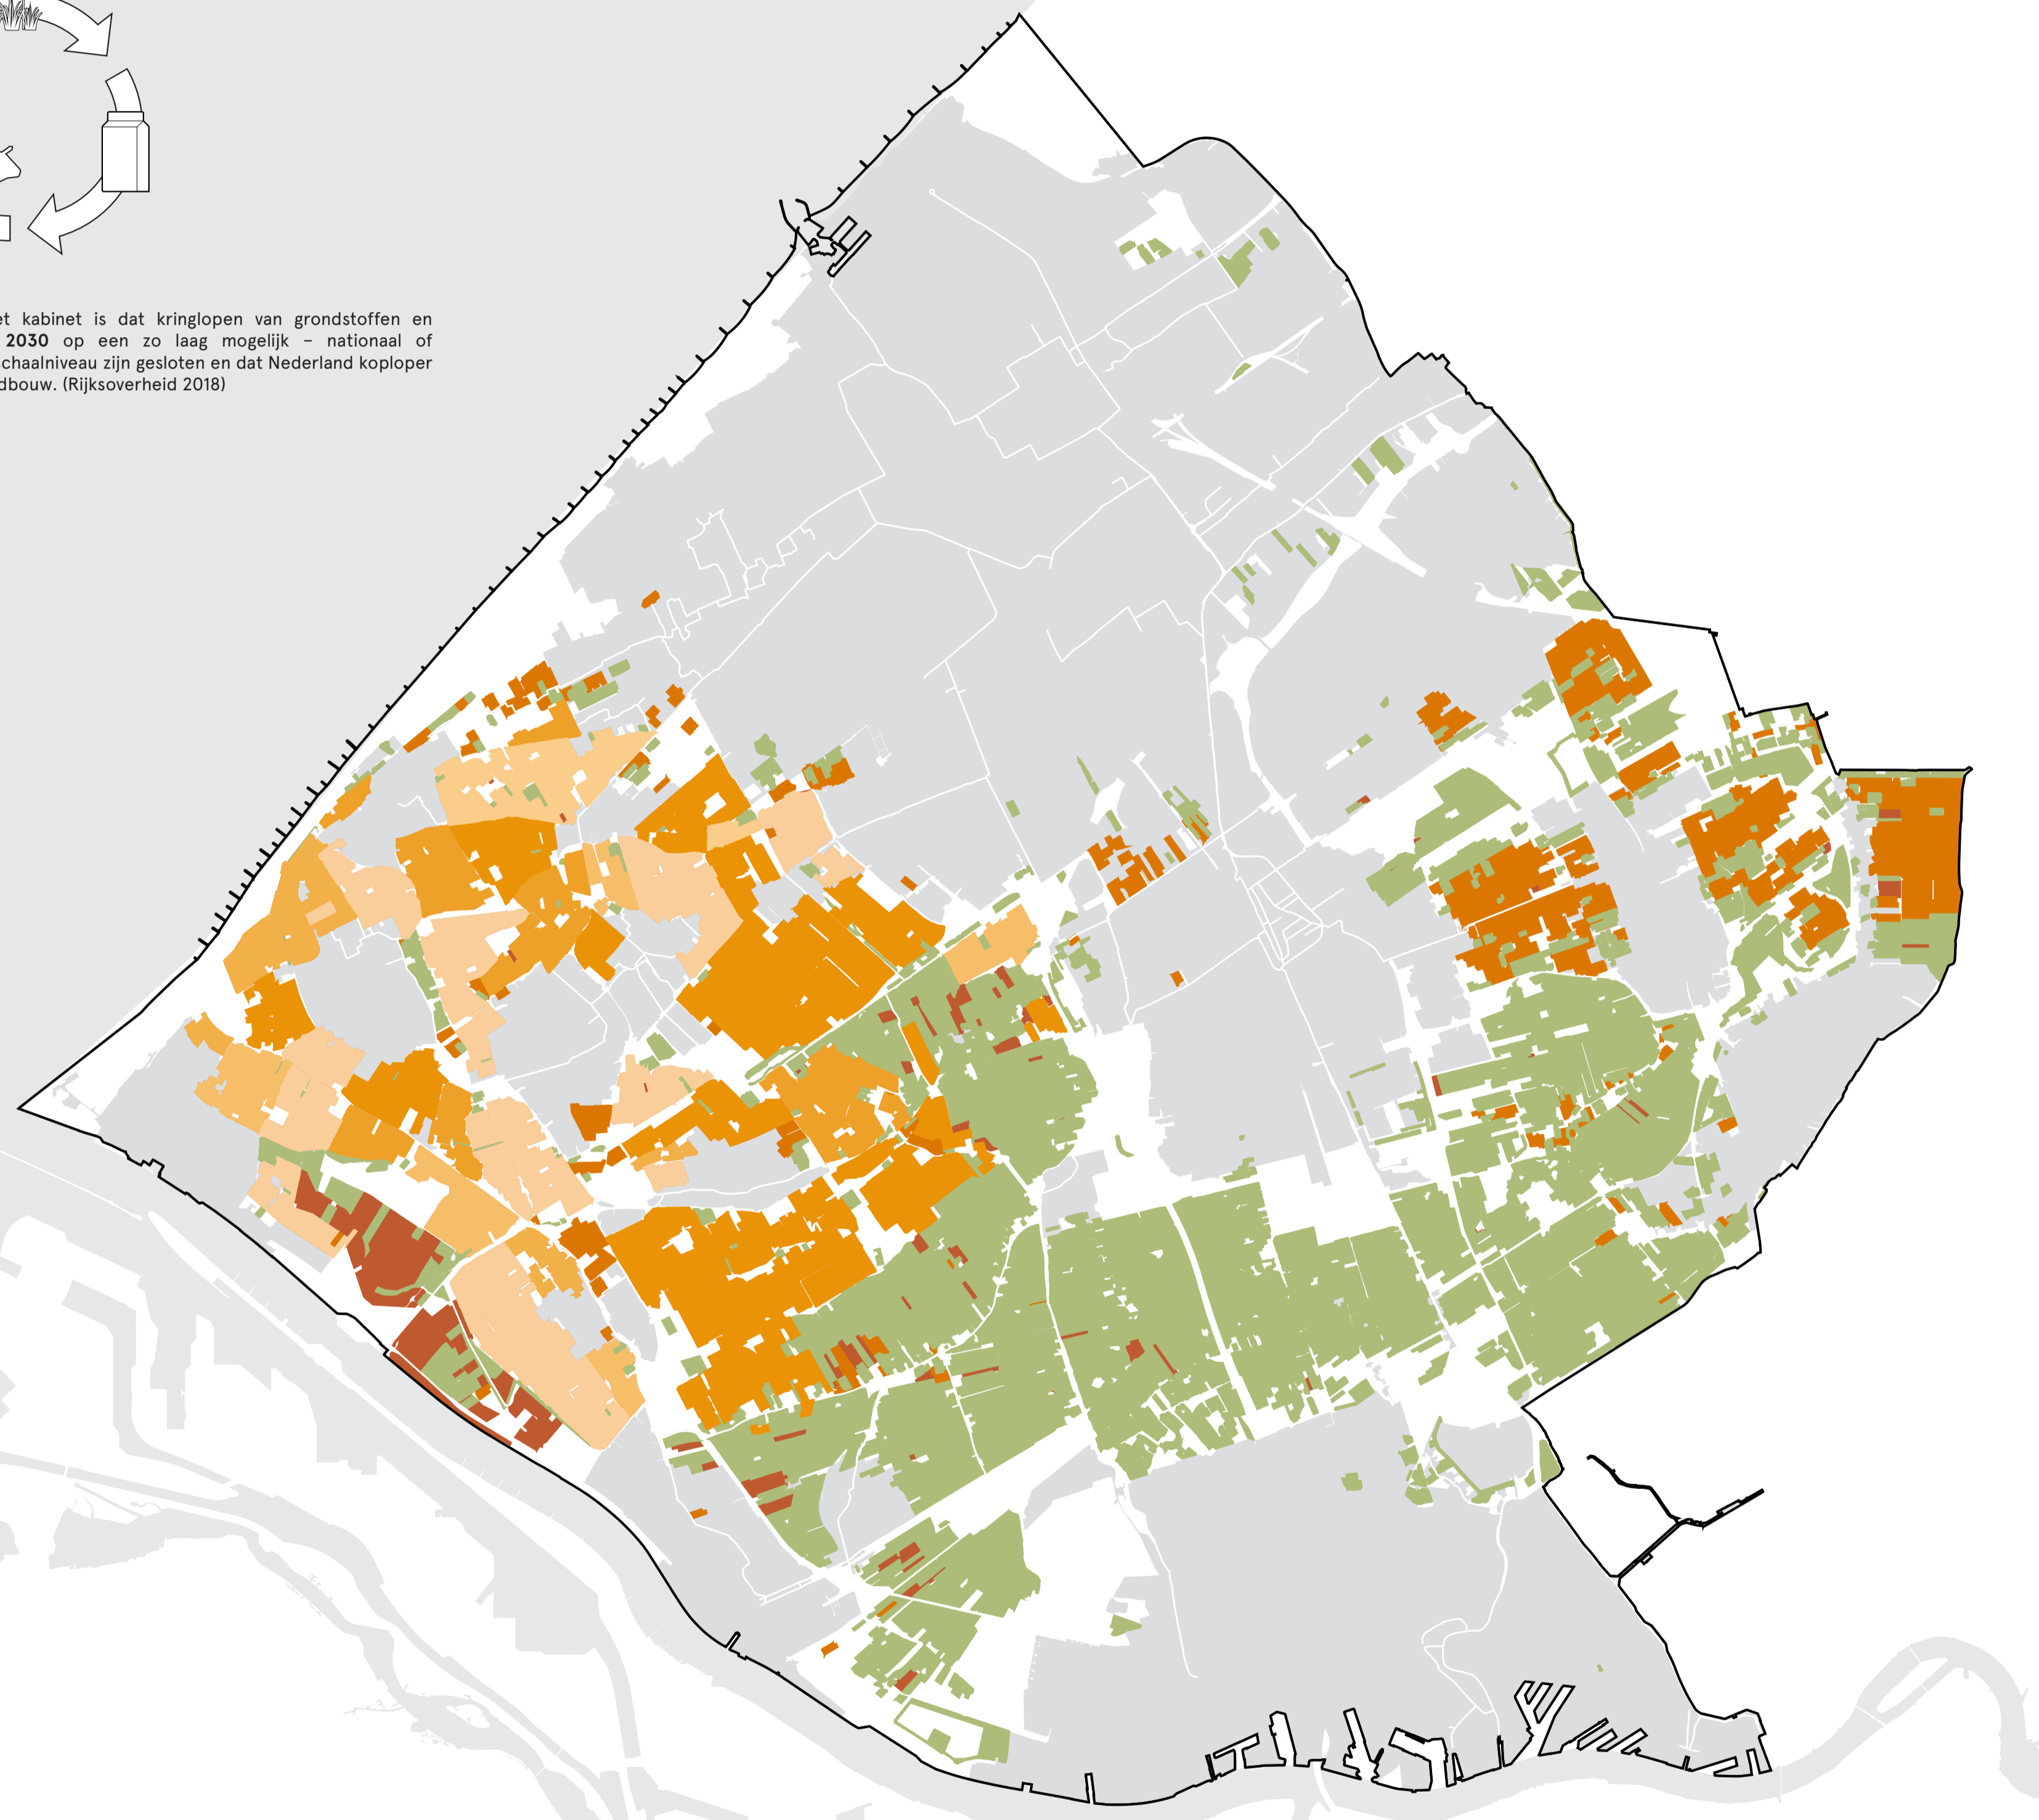 et kabinet is dat kringlopen van grondstoffen en
2030 op een zo laag mogelijk – nationaal of
schaalniveau zijn gesloten en dat Nederland koploper
dbouw. (Rijksoverheid 2018)